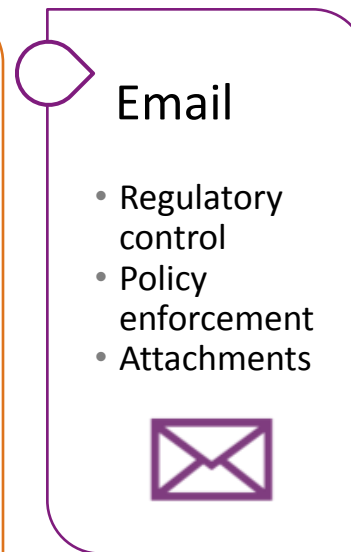 Email
• Regulatory
control
• Policy
enforcement
• Attachments